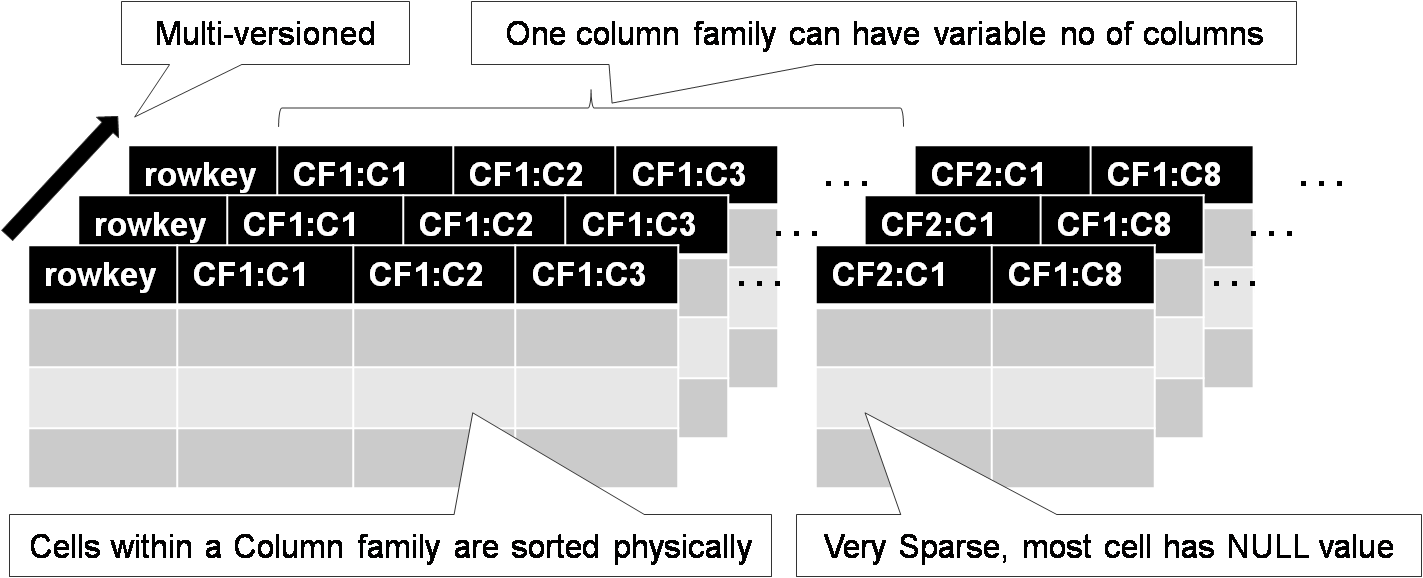 Multi-versioned
One column family can have variable no of columns
rowkey CF1:C1 CF1:C2 CF1:C3 ... CF2:C1 CF1:C8 ...
rowkey CF1:C1 CF1:C2 CF1:C3 ... CF2:C1 CF1:C8 ...
rowkey CF1:C1 CF1:C2 CF1:C3 ... CF2:C1 CF1:C8 ...
Cells within a Column family are sorted physically
Very Sparse, most cell has NULL value